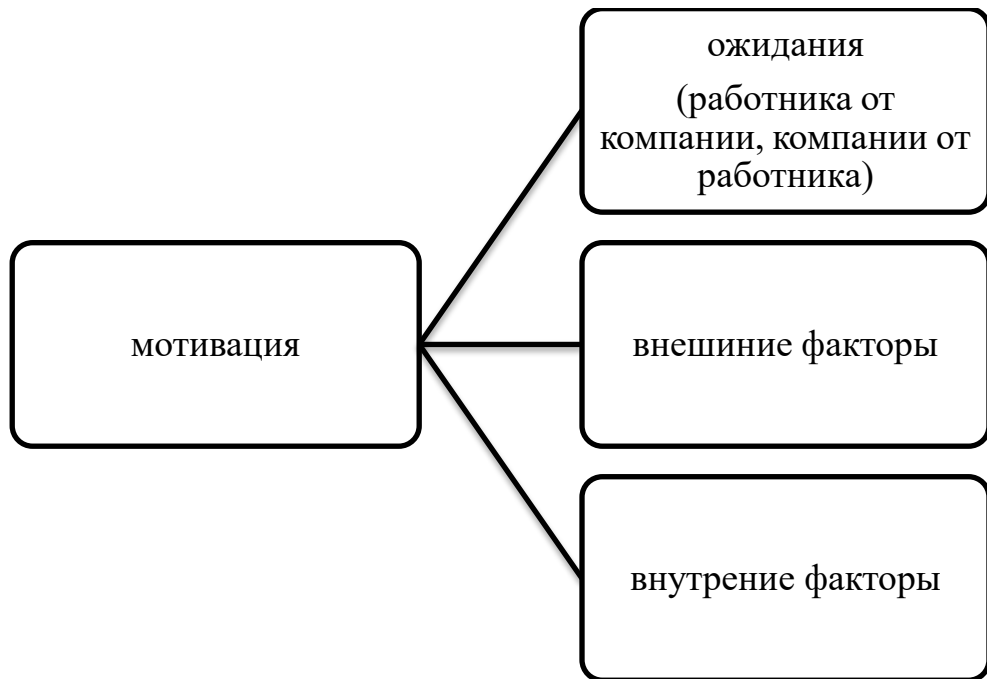 ожидания
(работника от
компании, компании от
работника)
мотивация
внешиние факторы
внутрение факторы